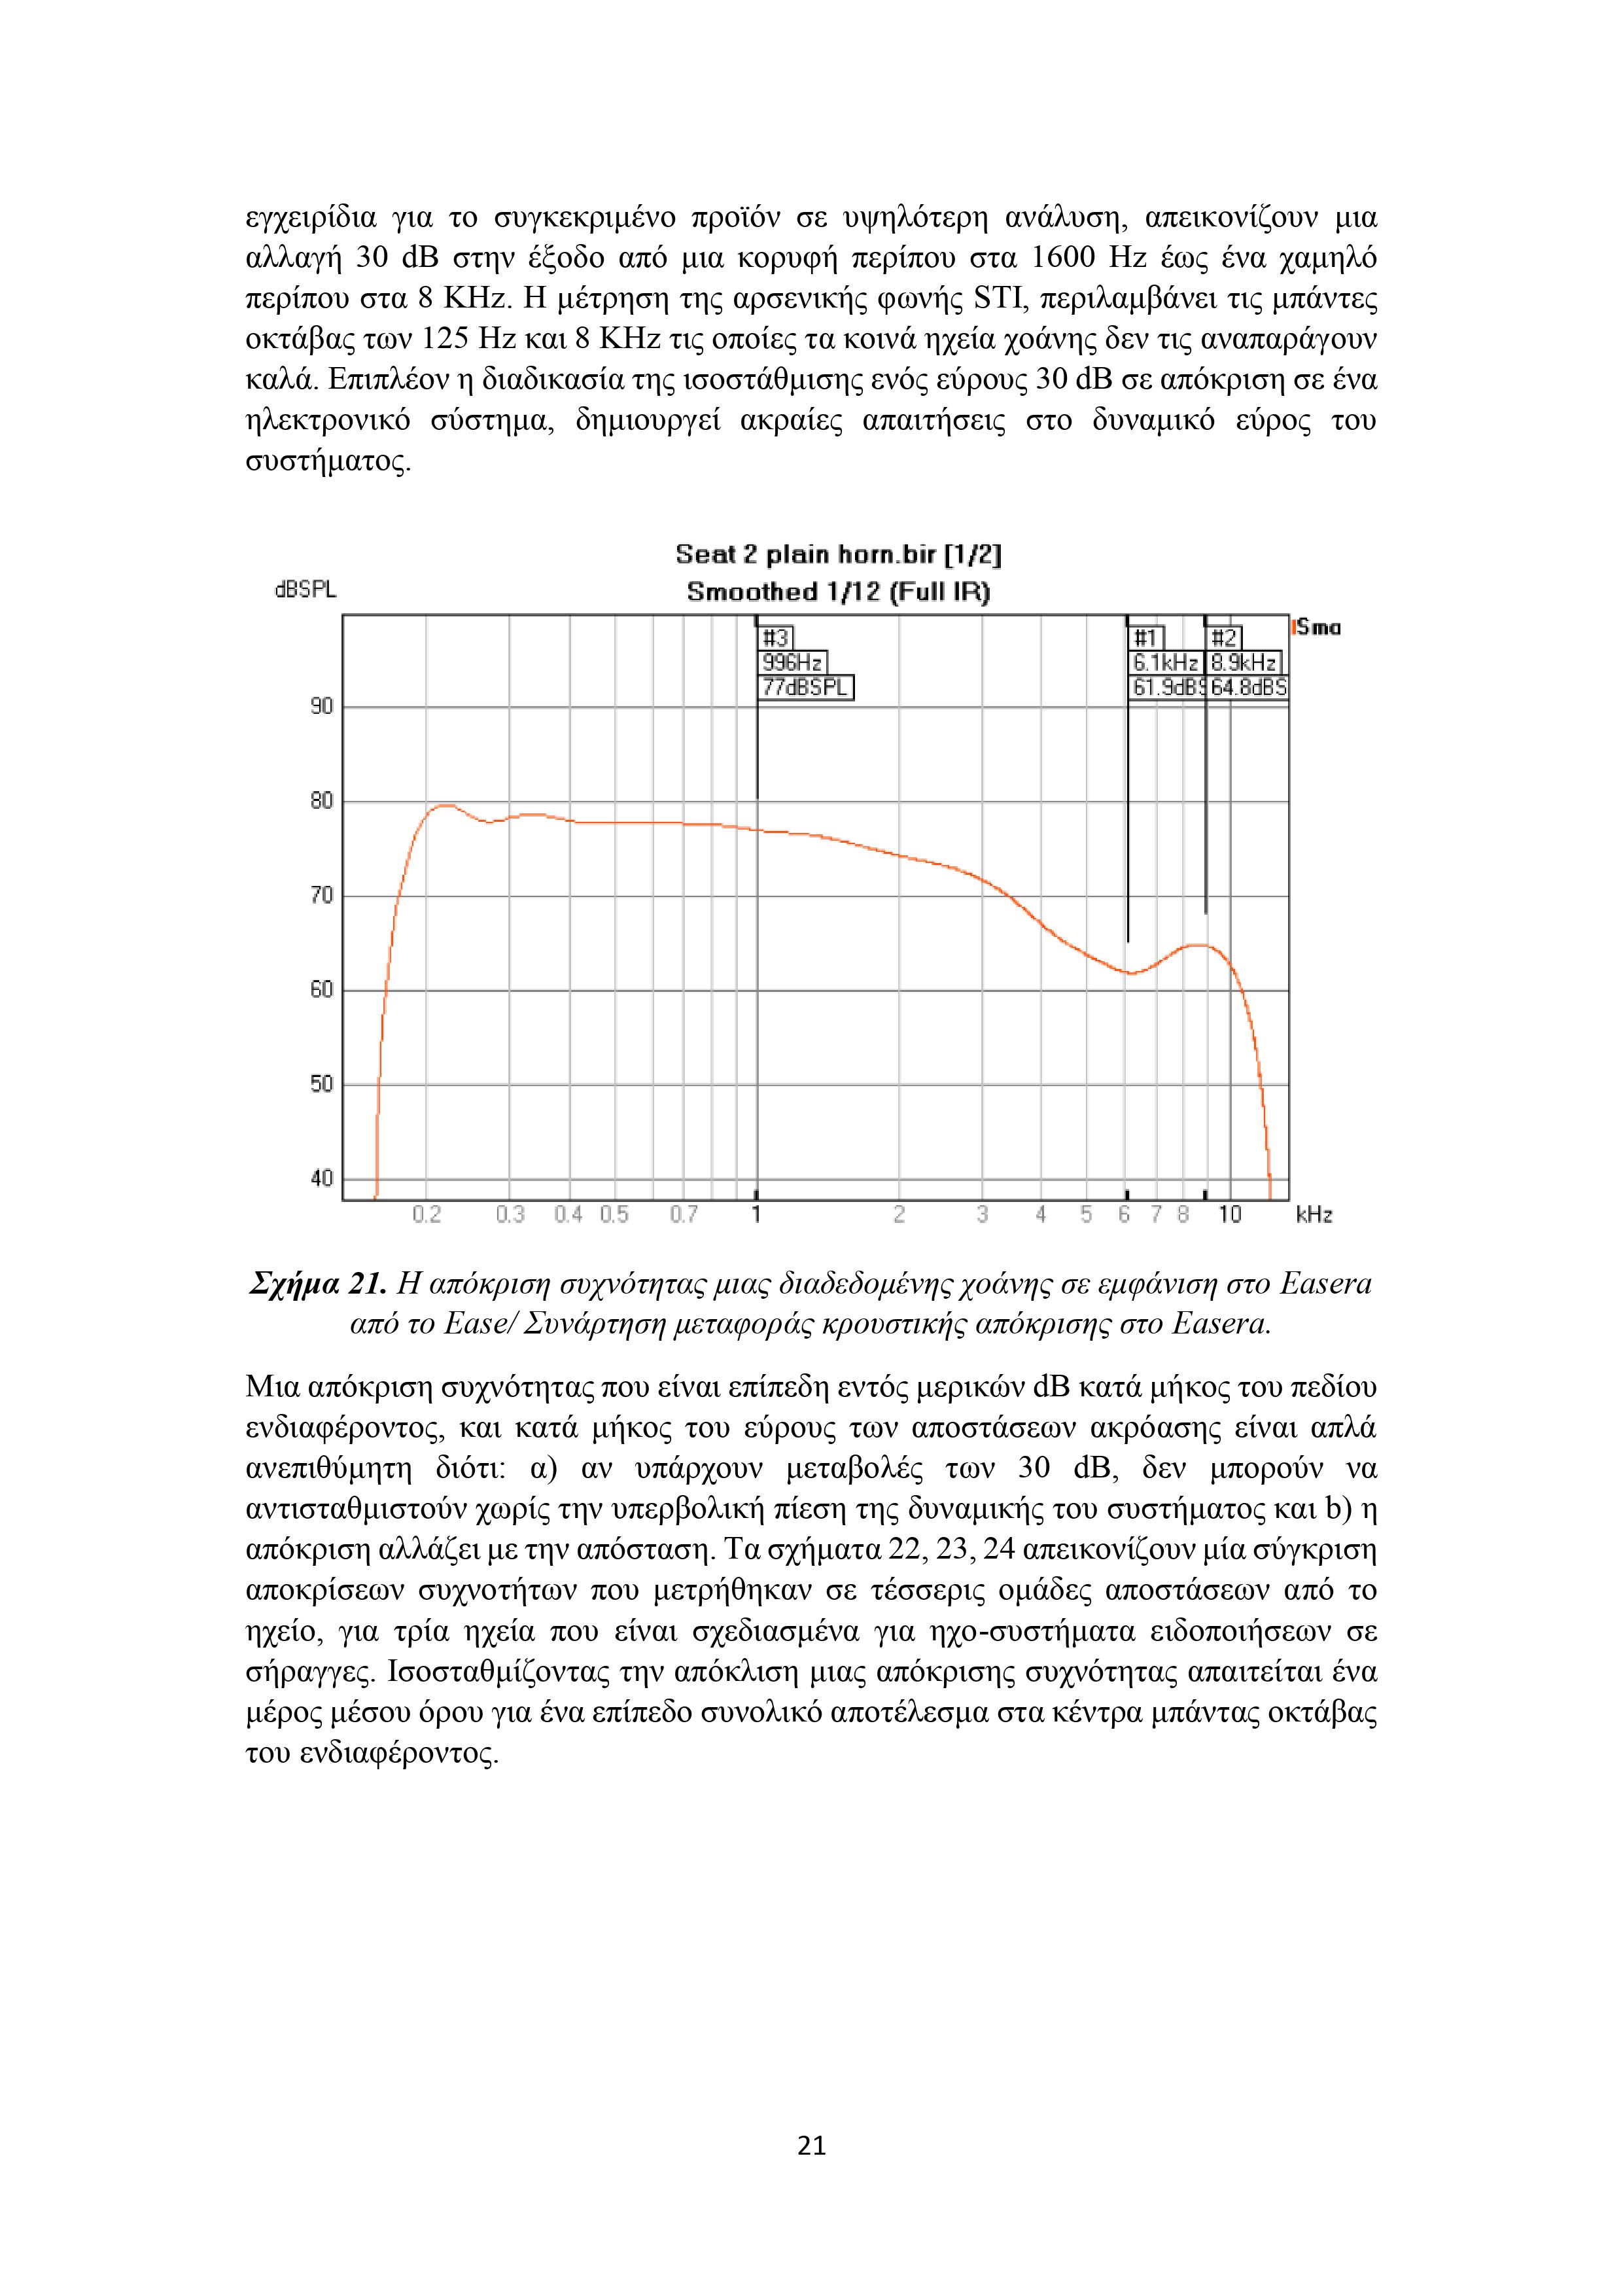 εγχειρίδια για το συγκεκριμένο προϊόν σε υψηλότερη ανάλυση, απεικονίζουν μια
αλλαγή 30 dB στην έξοδο από μια κορυφή περίπου στα 1600 Hz έως ένα χαμηλό
περίπου στα 8 KHz. Η μέτρηση της αρσενικής φωνής STI, περιλαμβάνει τις μπάντες
οκτάβας των 125 Hz και 8 KHz τις οποίες τα κοινά ηχεία χοάνης δεν τις αναπαράγουν
καλά. Επιπλέον η διαδικασία της ισοστάθμισης ενός εύρους 30 dB σε απόκριση σε ένα
ηλεκτρονικό σύστημα, δημιουργεί ακραίες απαιτήσεις στο δυναμικό εύρος του
συστήματος.
Seat 2 plain horn.bir [1/2]
dBSPL
Smoothed 1/12 (Full IR)
Sma
#3
996Hz
77dBSPL
#1
6.1kHz
61.9dBS
#2
8.9kHz
64.8dBS
90
80
70
60
50
40
0.2 0.3 0.4 0.5 0.7 1 2 3 4 5 6 7 8 10 kHz
Σχήμα 21. Η απόκριση συχνότητας μιας διαδεδομένης χοάνης σε εμφάνιση στο Easera
από το Ease/ Συνάρτηση μεταφοράς κρουστικής απόκρισης στο Easera.
Μια απόκριση συχνότητας που είναι επίπεδη εντός μερικών dB κατά μήκος του πεδίου
ενδιαφέροντος, και κατά μήκος του εύρους των αποστάσεων ακρόασης είναι απλά
ανεπιθύμητη διότι: α) αν υπάρχουν μεταβολές των 30 dB, δεν μπορούν να
αντισταθμιστούν χωρίς την υπερβολική πίεση της δυναμικής του συστήματος και b) η
απόκριση αλλάζει με την απόσταση. Τα σχήματα 22, 23, 24 απεικονίζουν μία σύγκριση
αποκρίσεων συχνοτήτων που μετρήθηκαν σε τέσσερις ομάδες αποστάσεων από το
ηχείο, για τρία ηχεία που είναι σχεδιασμένα για ηχο-συστήματα ειδοποιήσεων σε
σήραγγες. Ισοσταθμίζοντας την απόκλιση μιας απόκρισης συχνότητας απαιτείται ένα
μέρος μέσου όρου για ένα επίπεδο συνολικό αποτέλεσμα στα κέντρα μπάντας οκτάβας
του ενδιαφέροντος.
21